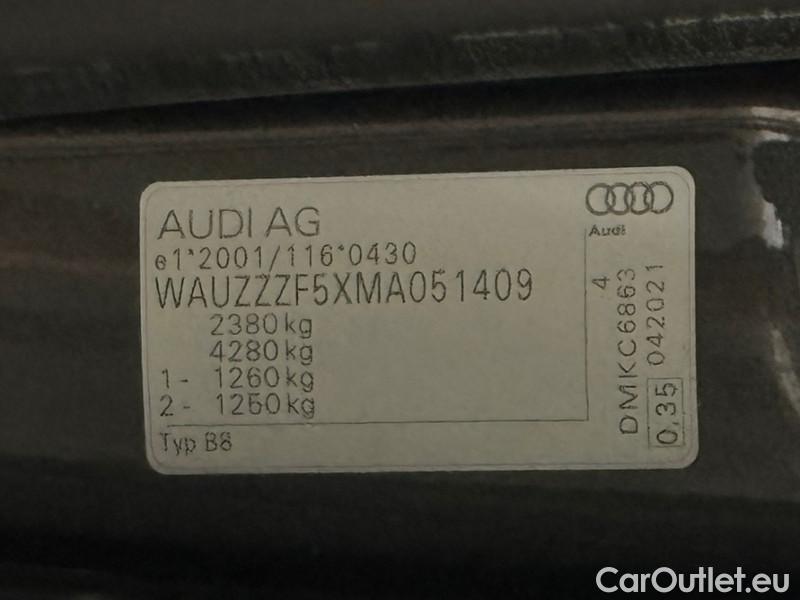 AUDI AG
Audi
e1*2001/116*0430
WAUZZZF5XMA051409
2380kg
4280kg
1- 1260kg
2- 1250kg
Typ B8
DMKC6863 4
0,35 042021
CarOutlet.eu